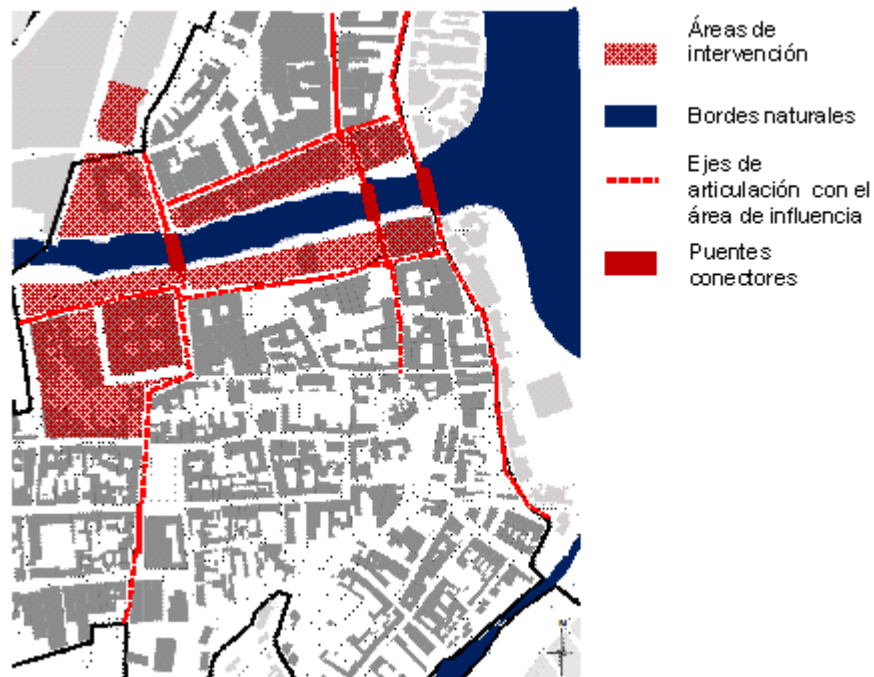 Áreas de
intervención
Bordes naturales
Ejes de
articulación con el
área de influencia
Puentes
conectores